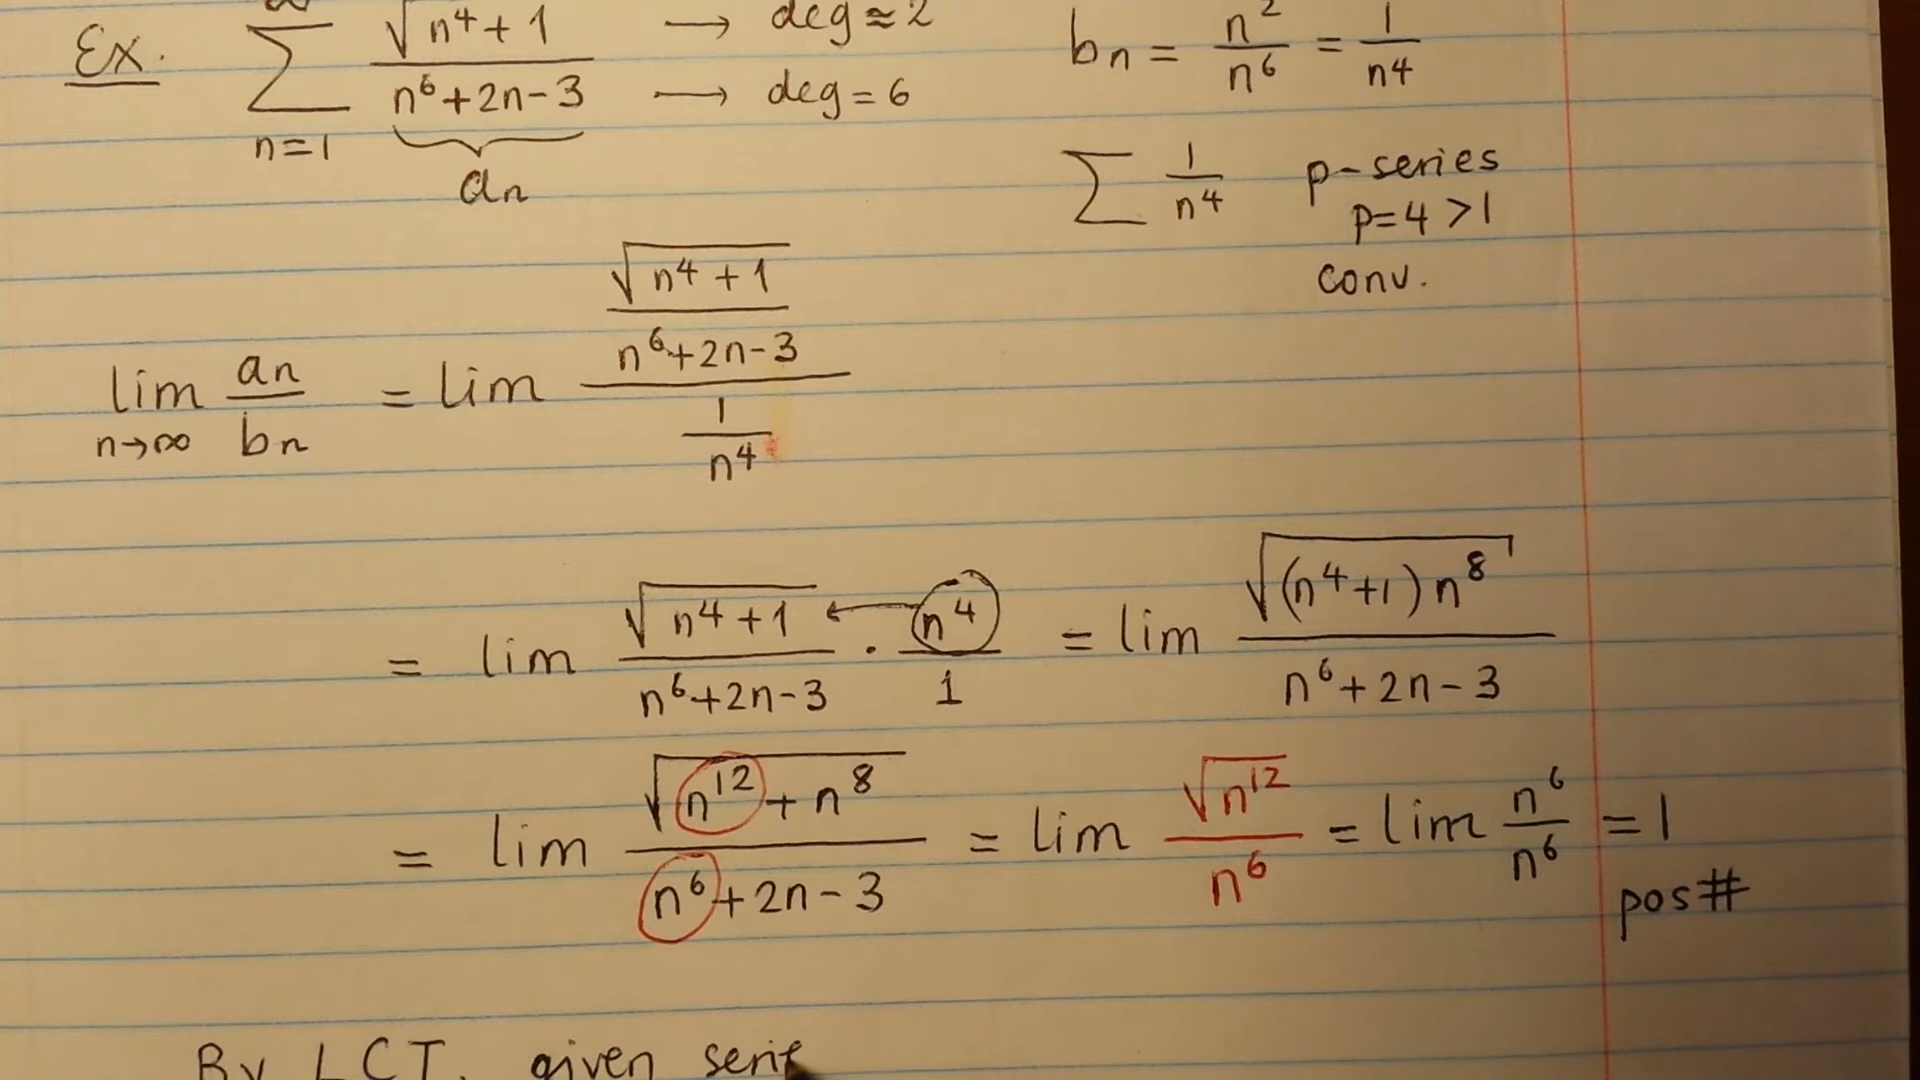 Ex. ∑ n=1 √(n⁴+1) / (n⁶+2n-3) → deg ≈ 2 → deg = 6
aₙ
bₙ = n²/n⁶ = 1/n⁴
∑ 1/n⁴ p-series
p=4 >1
conv.
lim n→∞ aₙ/bₙ = lim (√(n⁴+1) / (n⁶+2n-3)) / (1/n⁴)
= lim √(n⁴+1) / (n⁶+2n-3) · n⁴/1 = lim √((n⁴+1)n⁸) / (n⁶+2n-3)
= lim √(n¹²+n⁸) / (n⁶+2n-3) = lim √(n¹²) / n⁶ = lim n⁶/n⁶ = 1
pos#
By LCT, given serie